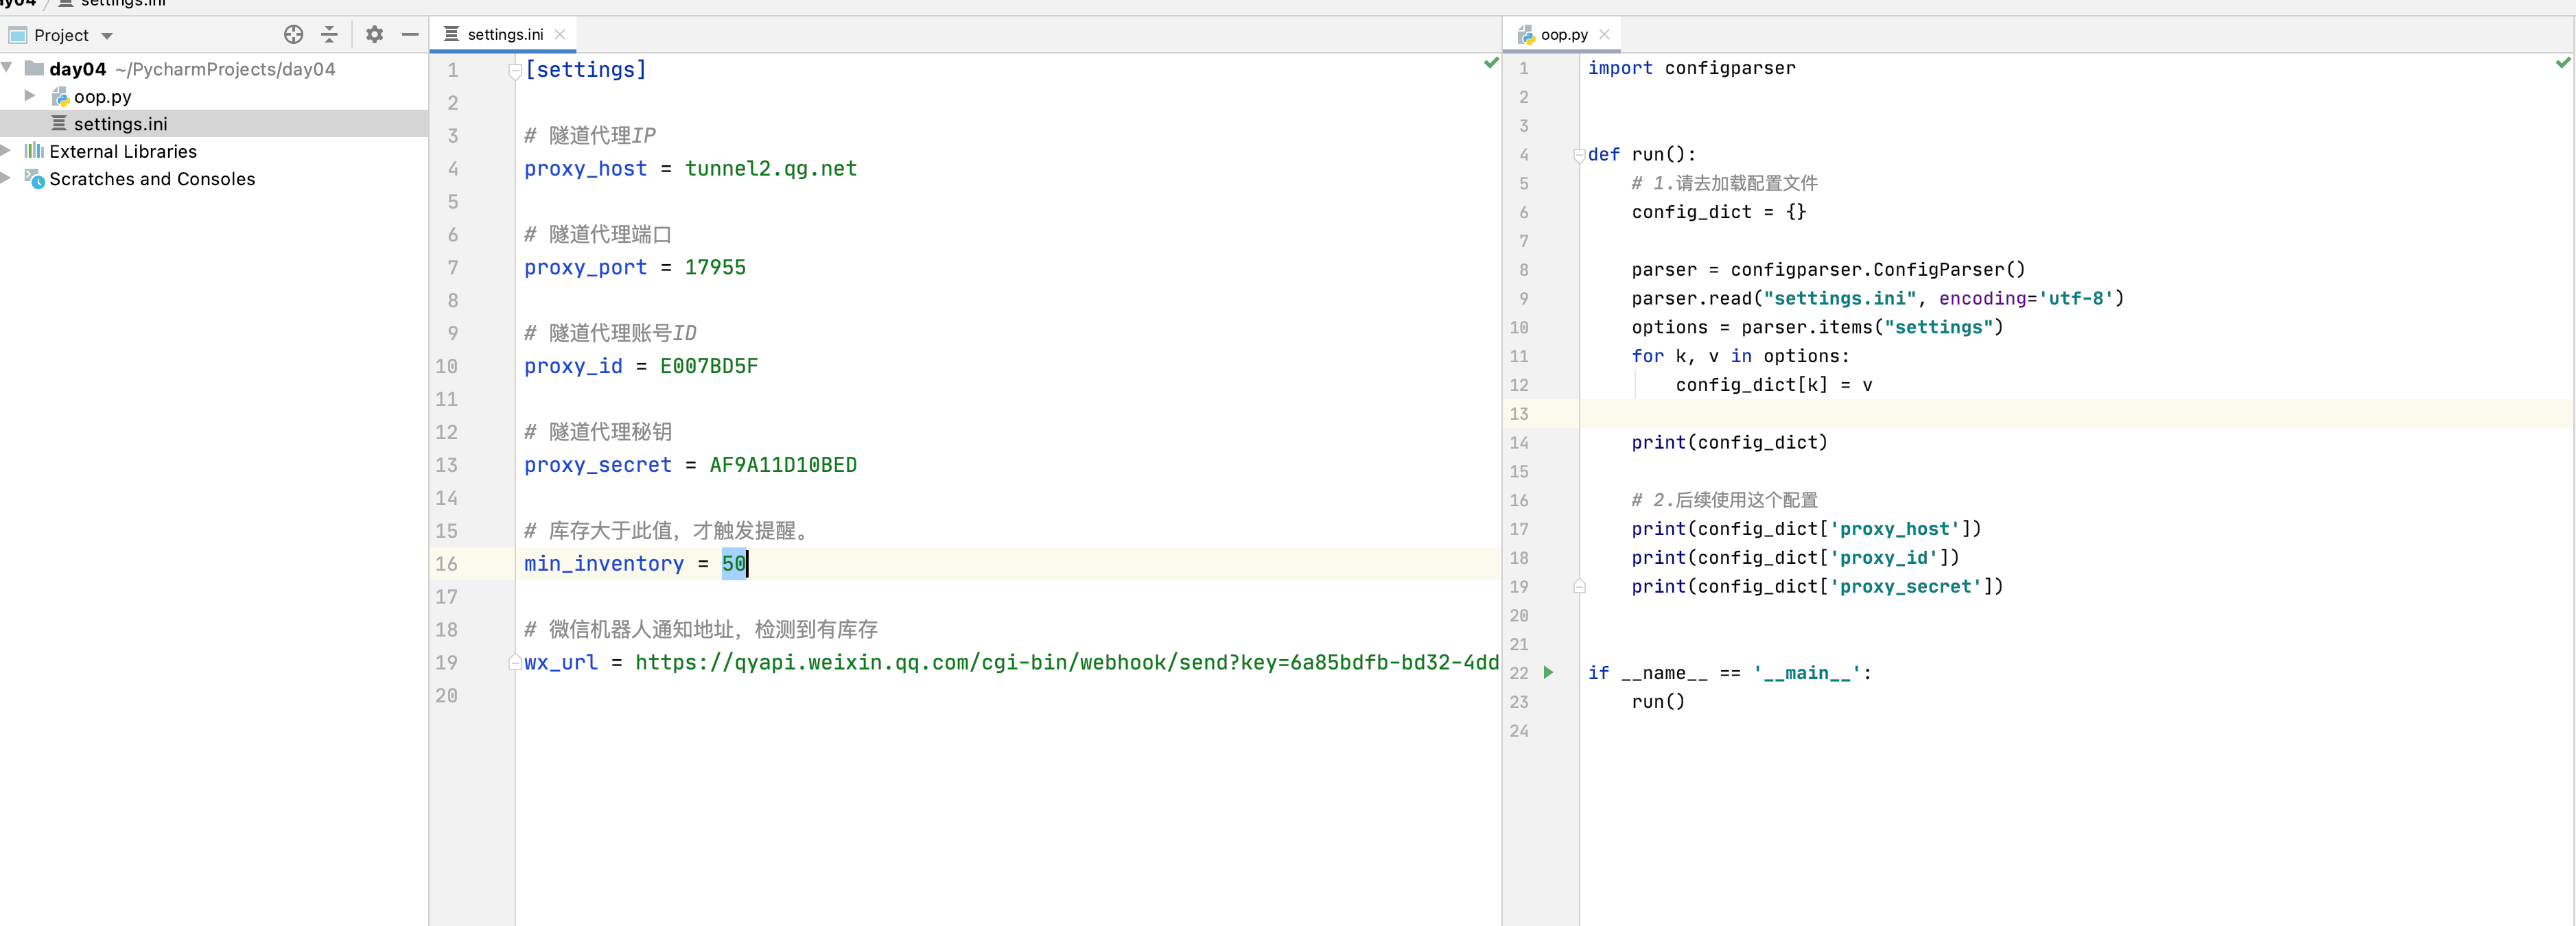 settings.ini
Project
day04 ~/PycharmProjects/day04
oop.py
settings.ini
External Libraries
Scratches and Consoles
settings.ini
1 [settings]
2
3 # 隧道代理IP
4 proxy_host = tunnel2.qg.net
5
6 # 隧道代理端口
7 proxy_port = 17955
8
9 # 隧道代理账号ID
10 proxy_id = E007BD5F
11
12 # 隧道代理秘钥
13 proxy_secret = AF9A11D10BED
14
15 # 库存大于此值，才触发提醒。
16 min_inventory = 50
17
18 # 微信机器人通知地址，检测到有库存
19 wx_url = https://qyapi.weixin.qq.com/cgi-bin/webhook/send?key=6a85bdfb-bd32-4dd
20
oop.py
1 import configparser
2
3
4 def run():
5 # 1.请去加载配置文件
6 config_dict = {}
7
8 parser = configparser.ConfigParser()
9 parser.read("settings.ini", encoding='utf-8')
10 options = parser.items("settings")
11 for k, v in options:
12 config_dict[k] = v
13
14 print(config_dict)
15
16 # 2.后续使用这个配置
17 print(config_dict['proxy_host'])
18 print(config_dict['proxy_id'])
19 print(config_dict['proxy_secret'])
20
21
22 if __name__ == '__main__':
23 run()
24